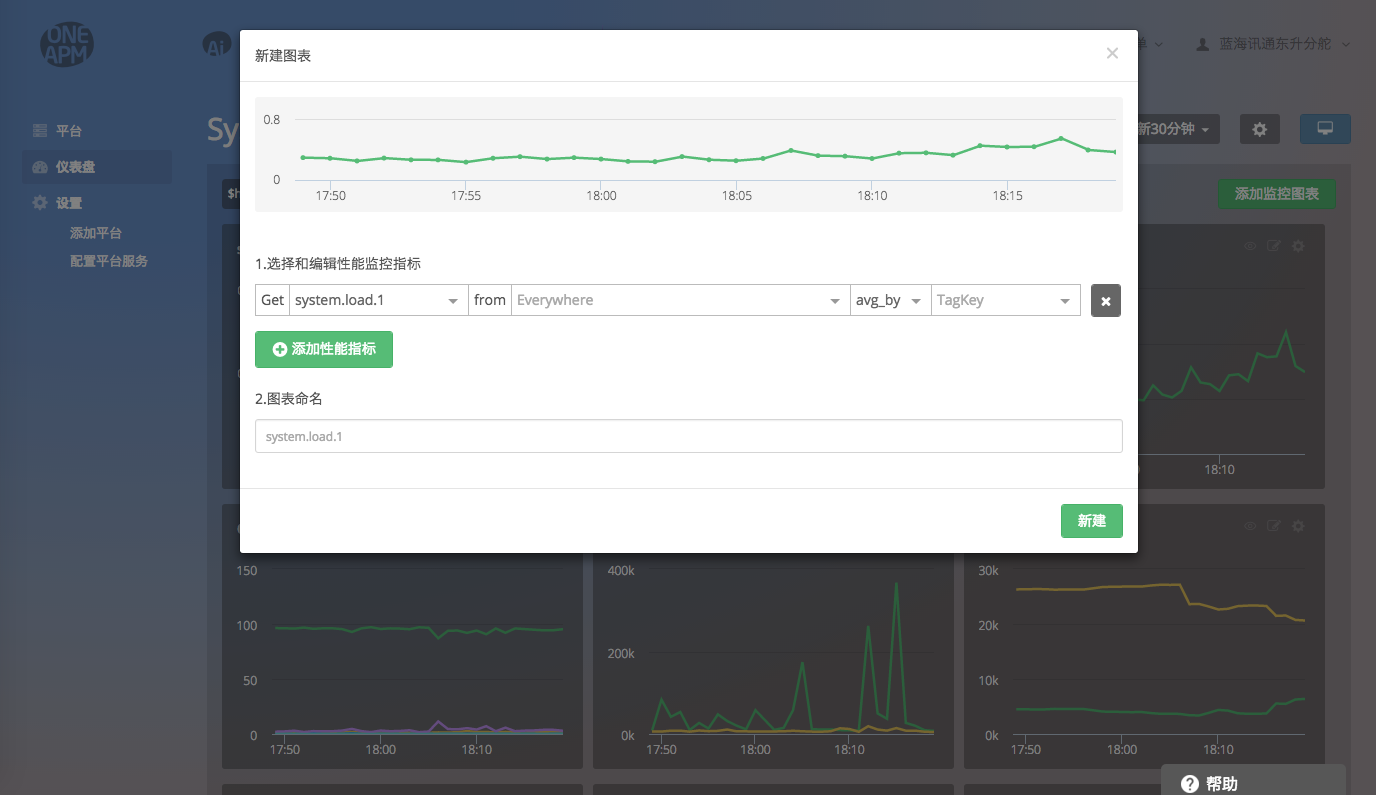 ONE
APM
Ai
单
蓝海讯通东升分舵
平台
仪表盘
设置
添加平台
配置平台服务
Sy
新30分钟
$h
添加监控图表
新建图表
×
0.8
0
17:50 17:55 18:00 18:05 18:10 18:15
1.选择和编辑性能监控指标
Get system.load.1 from Everywhere avg_by TagKey
添加性能指标
2.图表命名
system.load.1
新建
18:10
150
100
50
0
17:50 18:00 18:10
400k
200k
0k
17:50 18:00 18:10
30k
20k
10k
0k
17:50 18:00 18:10
帮助